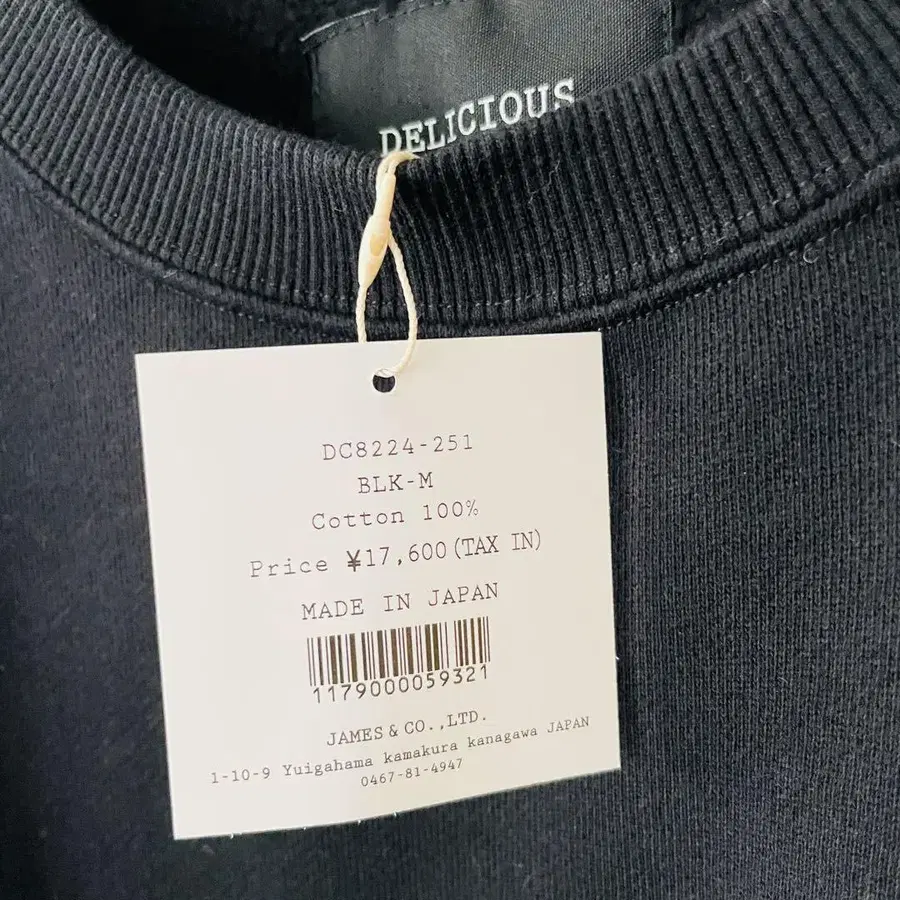 DELICIOUS
DC8224-251
BLK-M
Cotton 100%
Price ¥17,600(TAX IN)
MADE IN JAPAN
1179000059321
JAMES & CO.,LTD.
1-10-9 Yuigahama kamakura kanagawa JAPAN
0467-81-4947